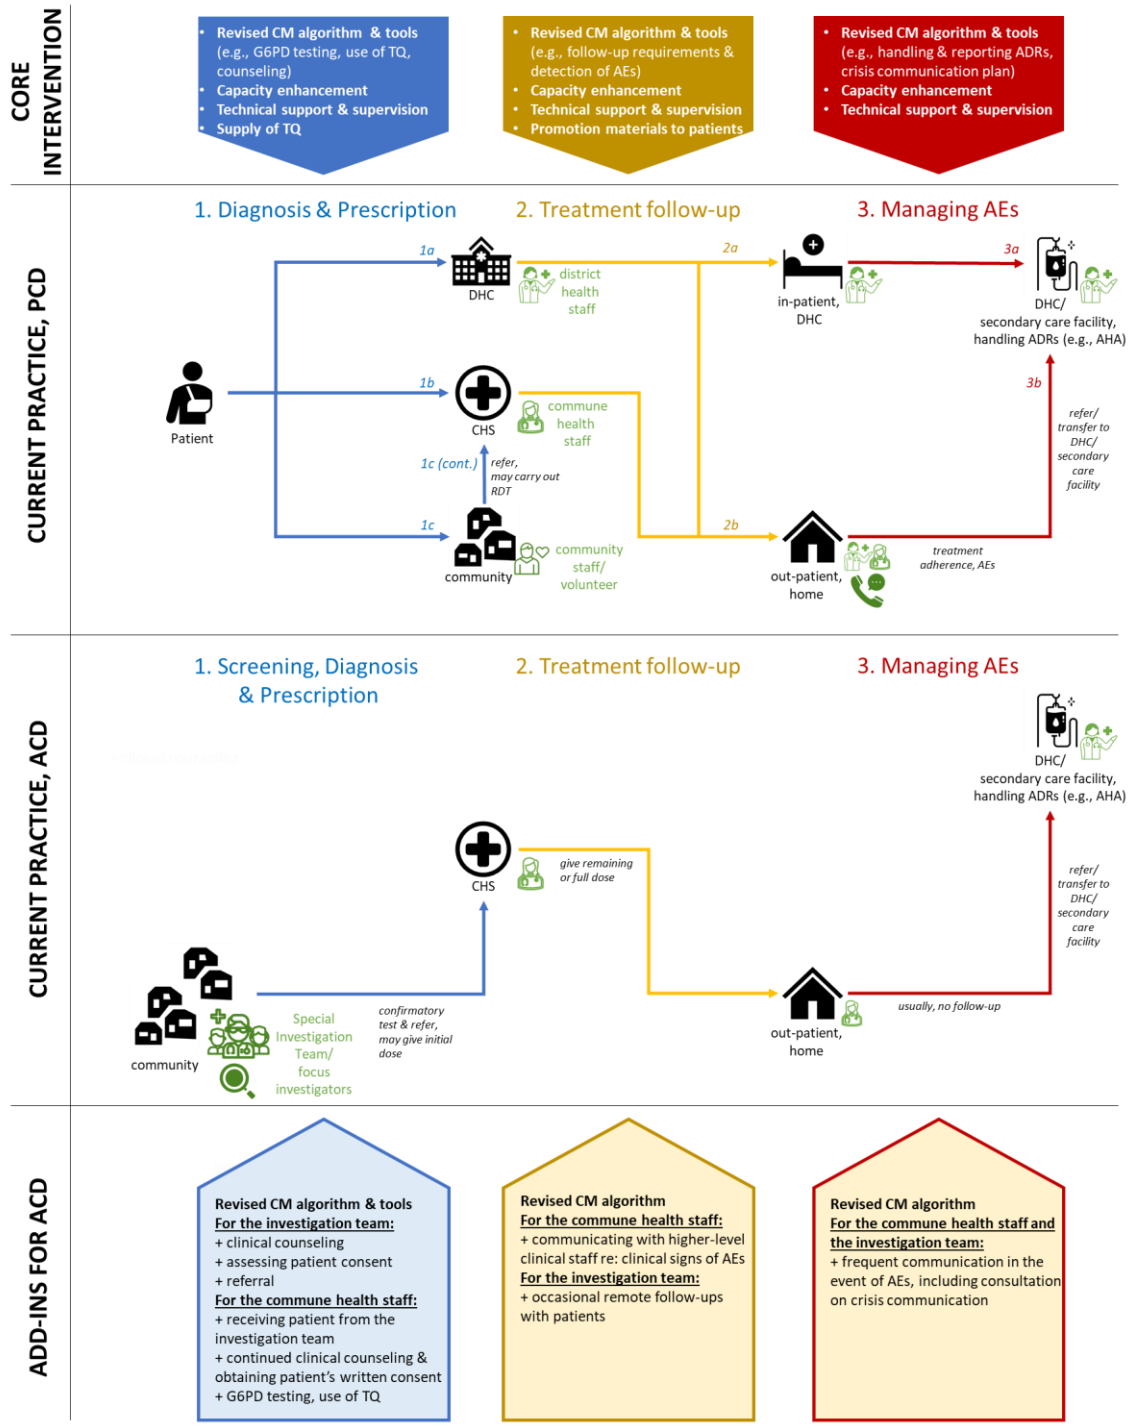 CORE
INTERVENTION
• Revised CM algorithm & tools
(e.g., G6PD testing, use of TQ,
counseling)
• Capacity enhancement
• Technical support & supervision
• Supply of TQ
• Revised CM algorithm & tools
(e.g., follow-up requirements &
detection of AEs)
• Capacity enhancement
• Technical support & supervision
• Promotion materials to patients
• Revised CM algorithm & tools
(e.g., handling & reporting ADRs,
crisis communication plan)
• Capacity enhancement
• Technical support & supervision
CURRENT PRACTICE, PCD
1. Diagnosis & Prescription
2. Treatment follow-up
3. Managing AEs
1a
DHC
district
health
staff
2a
in-patient,
DHC
3a
DHC/
secondary care facility,
handling ADRs (e.g., AHA)
Patient
1b
CHS
commune
health
staff
3b
refer/
transfer to
DHC/
secondary
care
facility
1c (cont.)
refer,
may carry out
RDT
1c
community
community
staff/
volunteer
2b
out-patient,
home
treatment
adherence, AEs
CURRENT PRACTICE, ACD
1. Screening, Diagnosis
& Prescription
2. Treatment follow-up
3. Managing AEs
DHC/
secondary care facility,
handling ADRs (e.g., AHA)
CHS
give remaining
or full dose
refer/
transfer to
DHC/
secondary
care
facility
community
Special
Investigation
Team/
focus
investigators
confirmatory
test & refer,
may give initial
dose
out-patient,
home
usually, no follow-up
ADD-INS FOR ACD
Revised CM algorithm & tools
For the investigation team:
+ clinical counseling
+ assessing patient consent
+ referral
For the commune health staff:
+ receiving patient from the
investigation team
+ continued clinical counseling &
obtaining patient's written consent
+ G6PD testing, use of TQ
Revised CM algorithm
For the commune health staff:
+ communicating with higher-level
clinical staff re: clinical signs of AEs
For the investigation team:
+ occasional remote follow-ups
with patients
Revised CM algorithm
For the commune health staff and
the investigation team:
+ frequent communication in the
event of AEs, including consultation
on crisis communication